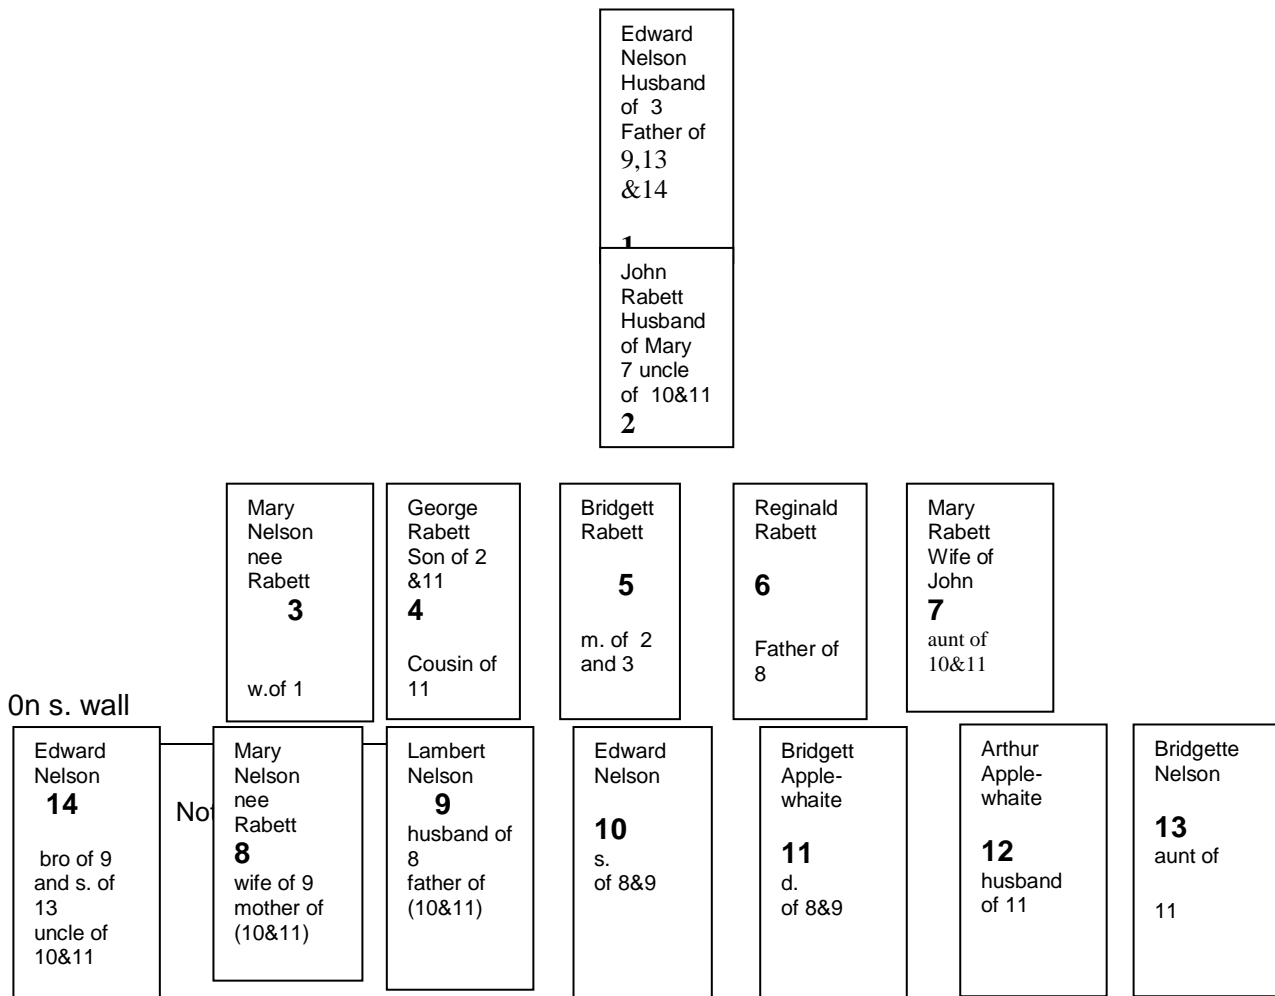 Edward
Nelson
Husband
of 3
Father of
9,13
&14
1
John
Rabett
Husband
of Mary
7 uncle
of 10&11
2
Mary
Nelson
nee
Rabett
3
w.of 1
George
Rabett
Son of 2
&11
4
Cousin of
11
Bridgett
Rabett
5
m. of 2
and 3
Reginald
Rabett
6
Father of
8
Mary
Rabett
Wife of
John
7
aunt of
10&11
0n s. wall
Edward
Nelson
14
bro of 9
and s. of
13
uncle of
10&11
Mary
Nelson
nee
Rabett
8
wife of 9
mother of
(10&11)
Lambert
Nelson
9
husband of
8
father of
(10&11)
Edward
Nelson
10
s.
of 8&9
Bridgett
Apple-
whaite
11
d.
of 8&9
Arthur
Apple-
whaite
12
husband
of 11
Bridgette
Nelson
13
aunt of
11